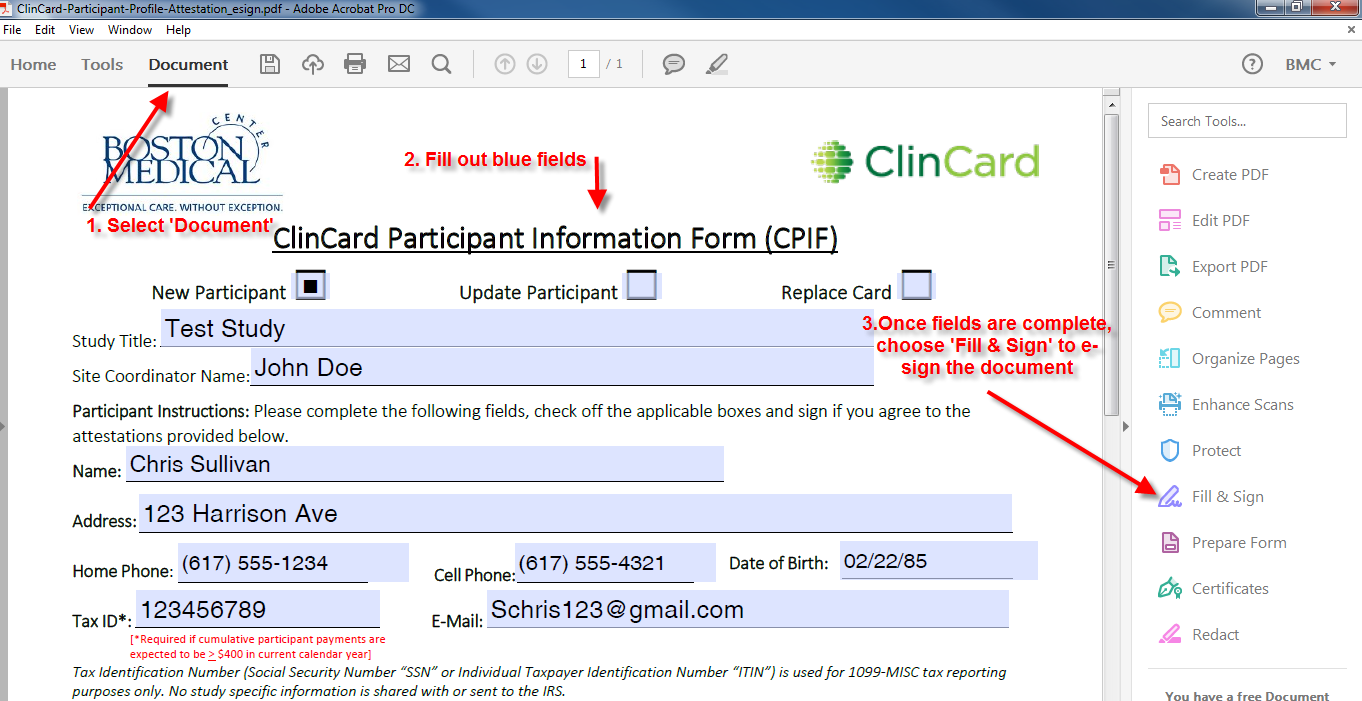 ClinCard-Participant-Profile-Attestation_esign.pdf - Adobe Acrobat Pro DC
File Edit View Window Help
Home Tools Document 1 / 1 BMC
BOSTON
MEDICAL
CENTER
EXCEPTIONAL CARE. WITHOUT EXCEPTION.
1. Select 'Document'
2. Fill out blue fields
ClinCard
ClinCard Participant Information Form (CPIF)
New Participant Update Participant Replace Card
Study Title: Test Study
Site Coordinator Name: John Doe
3.Once fields are complete,
choose 'Fill & Sign' to e-
sign the document
Participant Instructions: Please complete the following fields, check off the applicable boxes and sign if you agree to the
attestations provided below.
Name: Chris Sullivan
Address: 123 Harrison Ave
Home Phone: (617) 555-1234 Cell Phone: (617) 555-4321 Date of Birth: 02/22/85
Tax ID*: 123456789 E-Mail: Schris123@gmail.com
[*Required if cumulative participant payments are
expected to be > $400 in current calendar year]
Tax Identification Number (Social Security Number “SSN” or Individual Taxpayer Identification Number “ITIN”) is used for 1099-MISC tax reporting
purposes only. No study specific information is shared with or sent to the IRS.
Search Tools...
Create PDF
Edit PDF
Export PDF
Comment
Organize Pages
Enhance Scans
Protect
Fill & Sign
Prepare Form
Certificates
Redact
You have a free Document